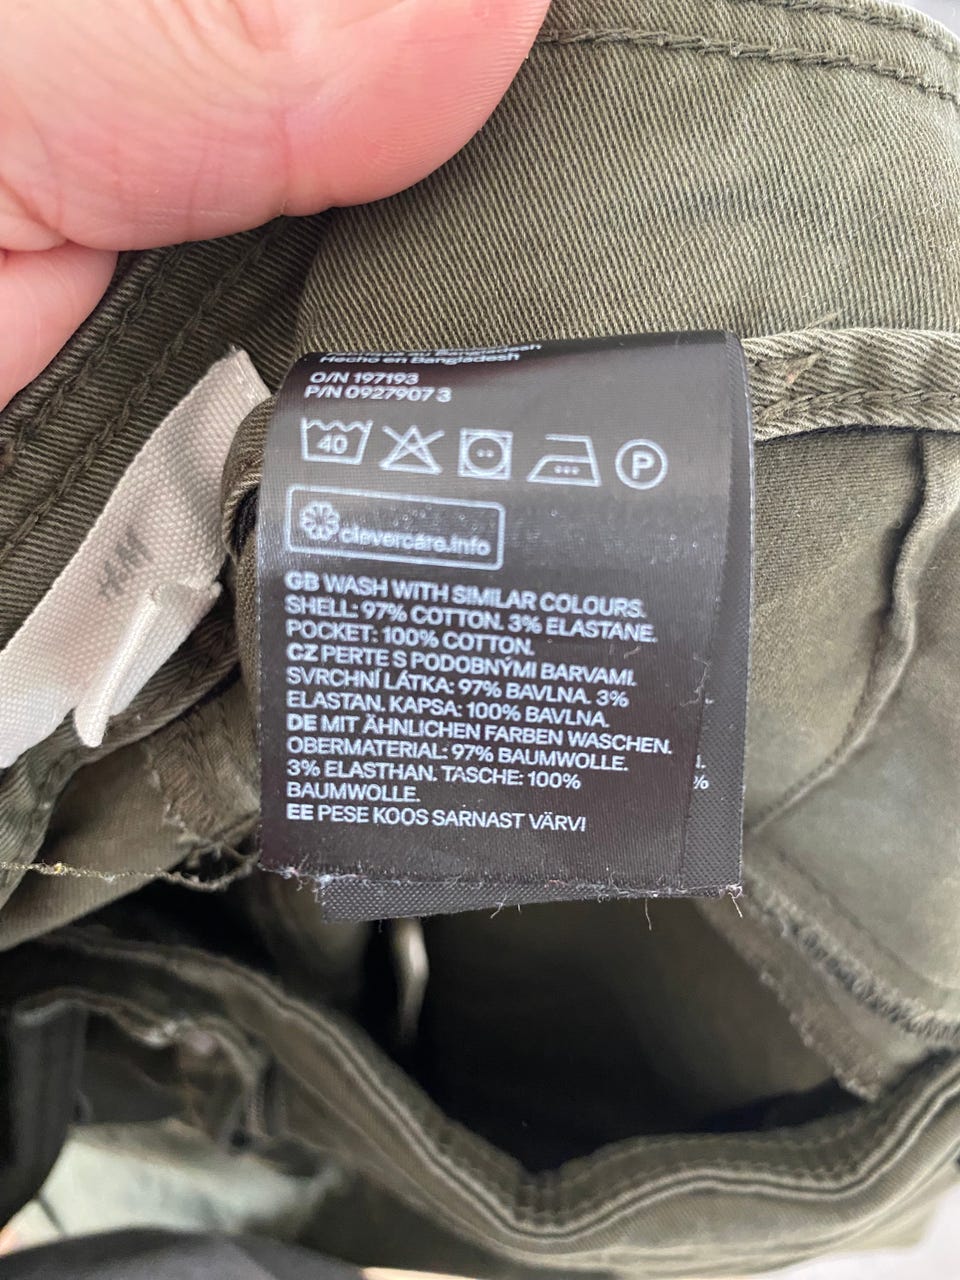 Hecho en Bangladesh
O/N 197193
P/N 0927907 3
40
P
clevercare.info
GB WASH WITH SIMILAR COLOURS.
SHELL: 97% COTTON. 3% ELASTANE.
POCKET: 100% COTTON.
CZ PERTE S PODOBNÝMI BARVAMI.
SVRCHNÍ LÁTKA: 97% BAVLNA. 3%
ELASTAN. KAPSA: 100% BAVLNA.
DE MIT ÄHNLICHEN FARBEN WASCHEN.
OBERMATERIAL: 97% BAUMWOLLE.
3% ELASTHAN. TASCHE: 100%
BAUMWOLLE.
EE PESE KOOS SARNAST VÄRVI
%